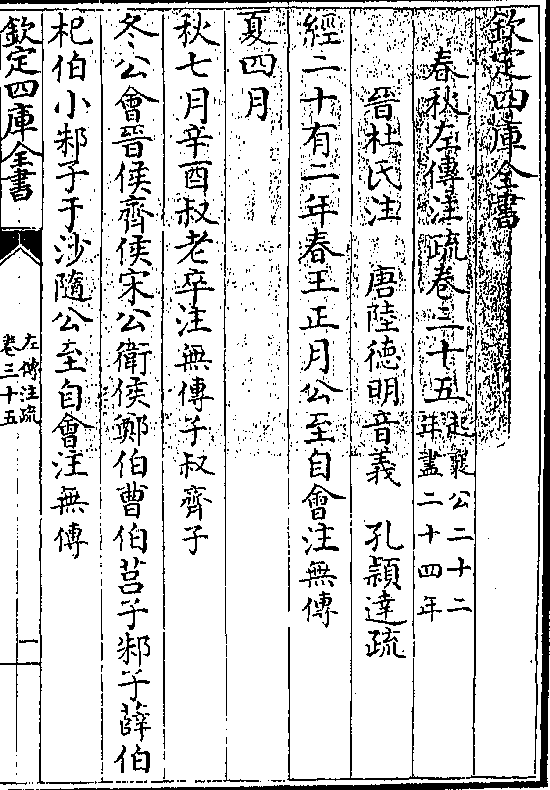 欽定四庫全書
春秋左傳注疏卷三十五起襄公二十二年盡二十四年
晉杜氏注　唐陸德明音義　孔穎達疏
經二十有二年春王正月公至自會注無傳
夏四月
秋七月辛酉叔老卒注無傳子叔齊子
冬公會晉侯齊侯宋公衛侯鄭伯曹伯莒子邾子薛伯
杞伯小邾子于沙隨公至自會注無傳
欽定四庫全書
左傳注疏
卷三十五
一